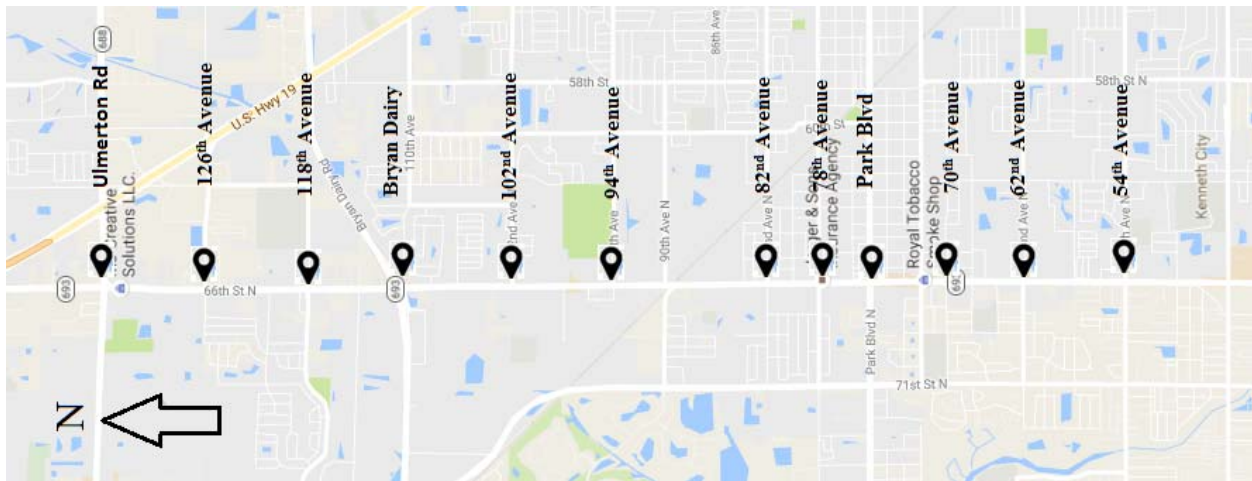 688
Ulmerton Rd
126th Avenue
118th Avenue
Bryan Dairy
102nd Avenue
94th Avenue
82nd Avenue
78th Avenue
Park Blvd
70th Avenue
62nd Avenue
54th Avenue
U.S. Hwy 19
58th St
86th Ave
58th St N
110th Ave
Bryan Dairy Rd
60th St
Kenneth City
Creative
Solutions LLC.
90th Ave N
Insurance Agency
Royal Tobacco
Smoke Shop
693
66th St N
693
Park Blvd N
71st St N
N